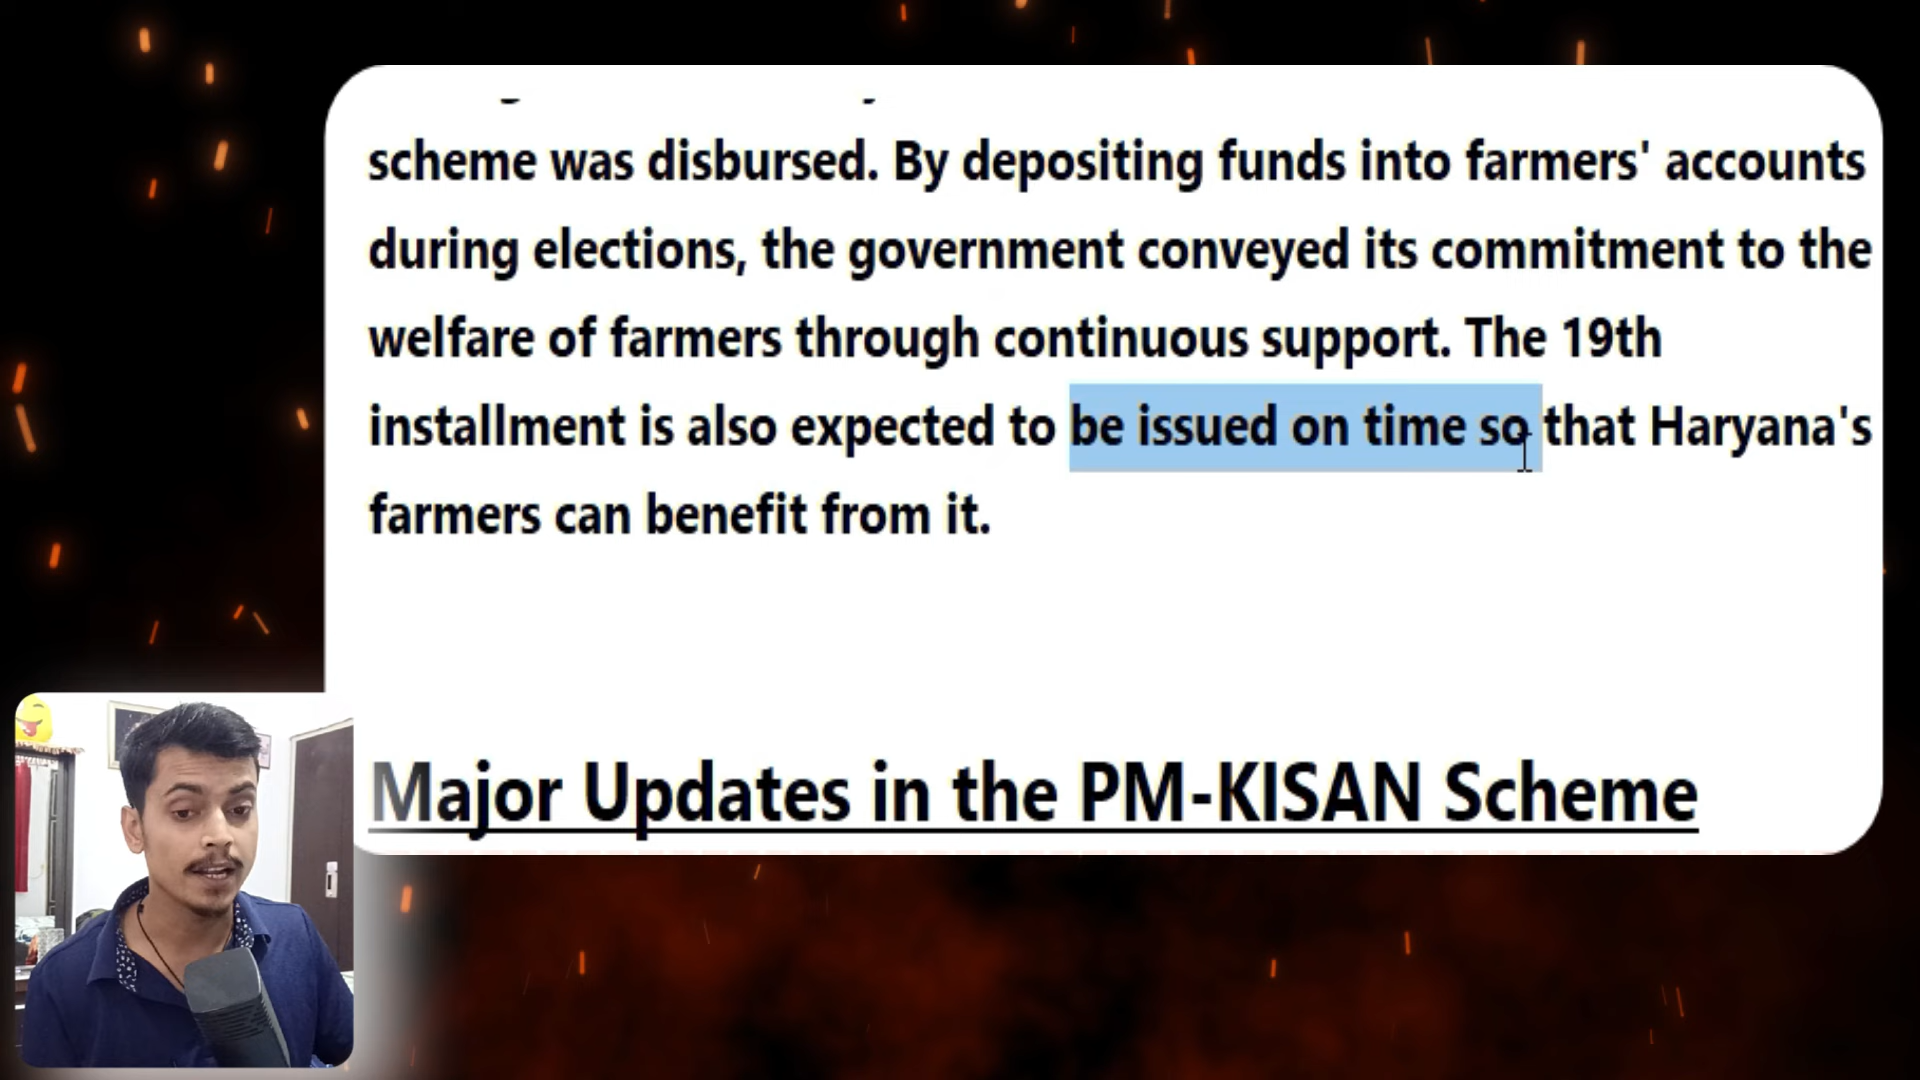 scheme was disbursed. By depositing funds into farmers' accounts
during elections, the government conveyed its commitment to the
welfare of farmers through continuous support. The 19th
installment is also expected to be issued on time so that Haryana's
farmers can benefit from it.
Major Updates in the PM-KISAN Scheme